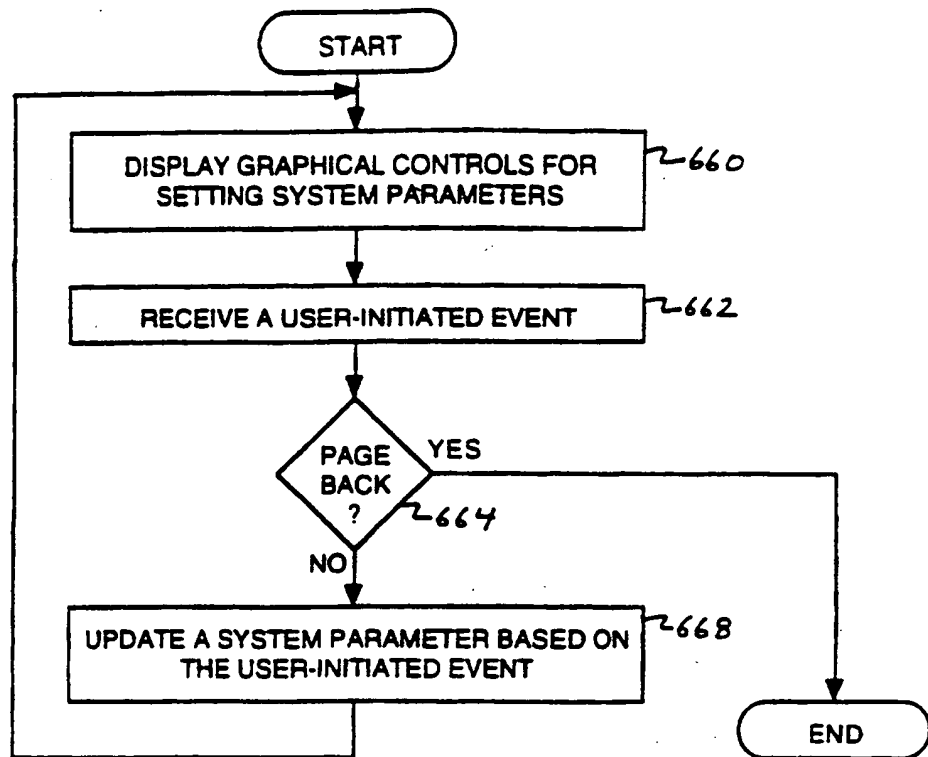 START
DISPLAY GRAPHICAL CONTROLS FOR
SETTING SYSTEM PARAMETERS
660
RECEIVE A USER-INITIATED EVENT
662
PAGE
BACK
?
YES
664
NO
UPDATE A SYSTEM PARAMETER BASED ON
THE USER-INITIATED EVENT
668
END